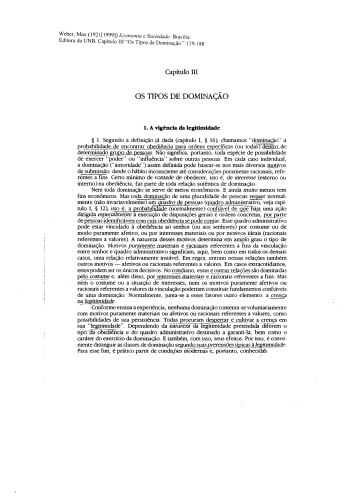 Weber, Max (1921[1999]) Economia e Sociedade. Brasília:
Editora da UNB. Capítulo III "Os Tipos de Dominação": 139-188
Capítulo III
OS TIPOS DE DOMINAÇÃO
1. A vigência da legitimidade
§ 1. Segundo a definição já dada (capítulo I, § 16), chamamos "dominação" a
probabilidade de encontrar obediência para ordens específicas (ou todas) dentro de
determinado grupo de pessoas. Não significa, portanto, toda espécie de possibilidade
de exercer "poder" ou "influência" sobre outras pessoas. Em cada caso individual,
a dominação ("autoridade") assim definida pode basear-se nos mais diversos motivos
de submissão: desde o hábito inconsciente até considerações puramente racionais, refe-
rentes a fins. Certo mínimo de vontade de obedecer, isto é, de interesse (externo ou
interno) na obediência, faz parte de toda relação autêntica de dominação.
Nem toda dominação se serve de meios econômicos. E ainda muito menos tem
fins econômicos. Mas toda dominação de uma pluralidade de pessoas requer normal-
mente (não invariavelmente) um quadro de pessoas (quadro administrativo, veja capí-
tulo I, § 12), isto é, a probabilidade (normalmente) confiável de que haja uma ação
dirigida especialmente à execução de disposições gerais e ordens concretas, por parte
de pessoas identificáveis com cuja obediência se pode contar. Esse quadro administrativo
pode estar vinculado à obediência ao senhor (ou aos senhores) por costume ou de
modo puramente afetivo, ou por interesses materiais ou por motivos ideais (racionais
referentes a valores). A natureza desses motivos determina em amplo grau o tipo de
dominação. Motivos puramente materiais e racionais referentes a fins da vinculação
entre senhor e quadro administrativo significam, aqui, bem como em todos os demais
casos, uma relação relativamente instável. Em regra, entram nessas relações também
outros motivos — afetivos ou racionais referentes a valores. Em casos extracotidianos,
estes podem ser os únicos decisivos. No cotidiano, essas e outras relações são dominadas
pelo costume e, além disso, por interesses materiais e racionais referentes a fins. Mas
nem o costume ou a situação de interesses, nem os motivos puramente afetivos ou
racionais referentes a valores da vinculação poderiam constituir fundamentos confiáveis
de uma dominação. Normalmente, junta-se a esses fatores outro elemento: a crença
na legitimidade.
Conforme ensina a experiência, nenhuma dominação contenta-se voluntariamente
com motivos puramente materiais ou afetivos ou racionais referentes a valores, como
possibilidades de sua persistência. Todas procuram despertar e cultivar a crença em
sua "legitimidade". Dependendo da natureza da legitimidade pretendida diferem o
tipo da obediência e do quadro administrativo destinado a garanti-la, bem como o
caráter do exercício da dominação. E também, com isso, seus efeitos. Por isso, é conve-
niente distinguir as classes de dominação segundo suas pretensões típicas à legitimidade.
Para esse fim, é prático partir de condições modernas e, portanto, conhecidas.